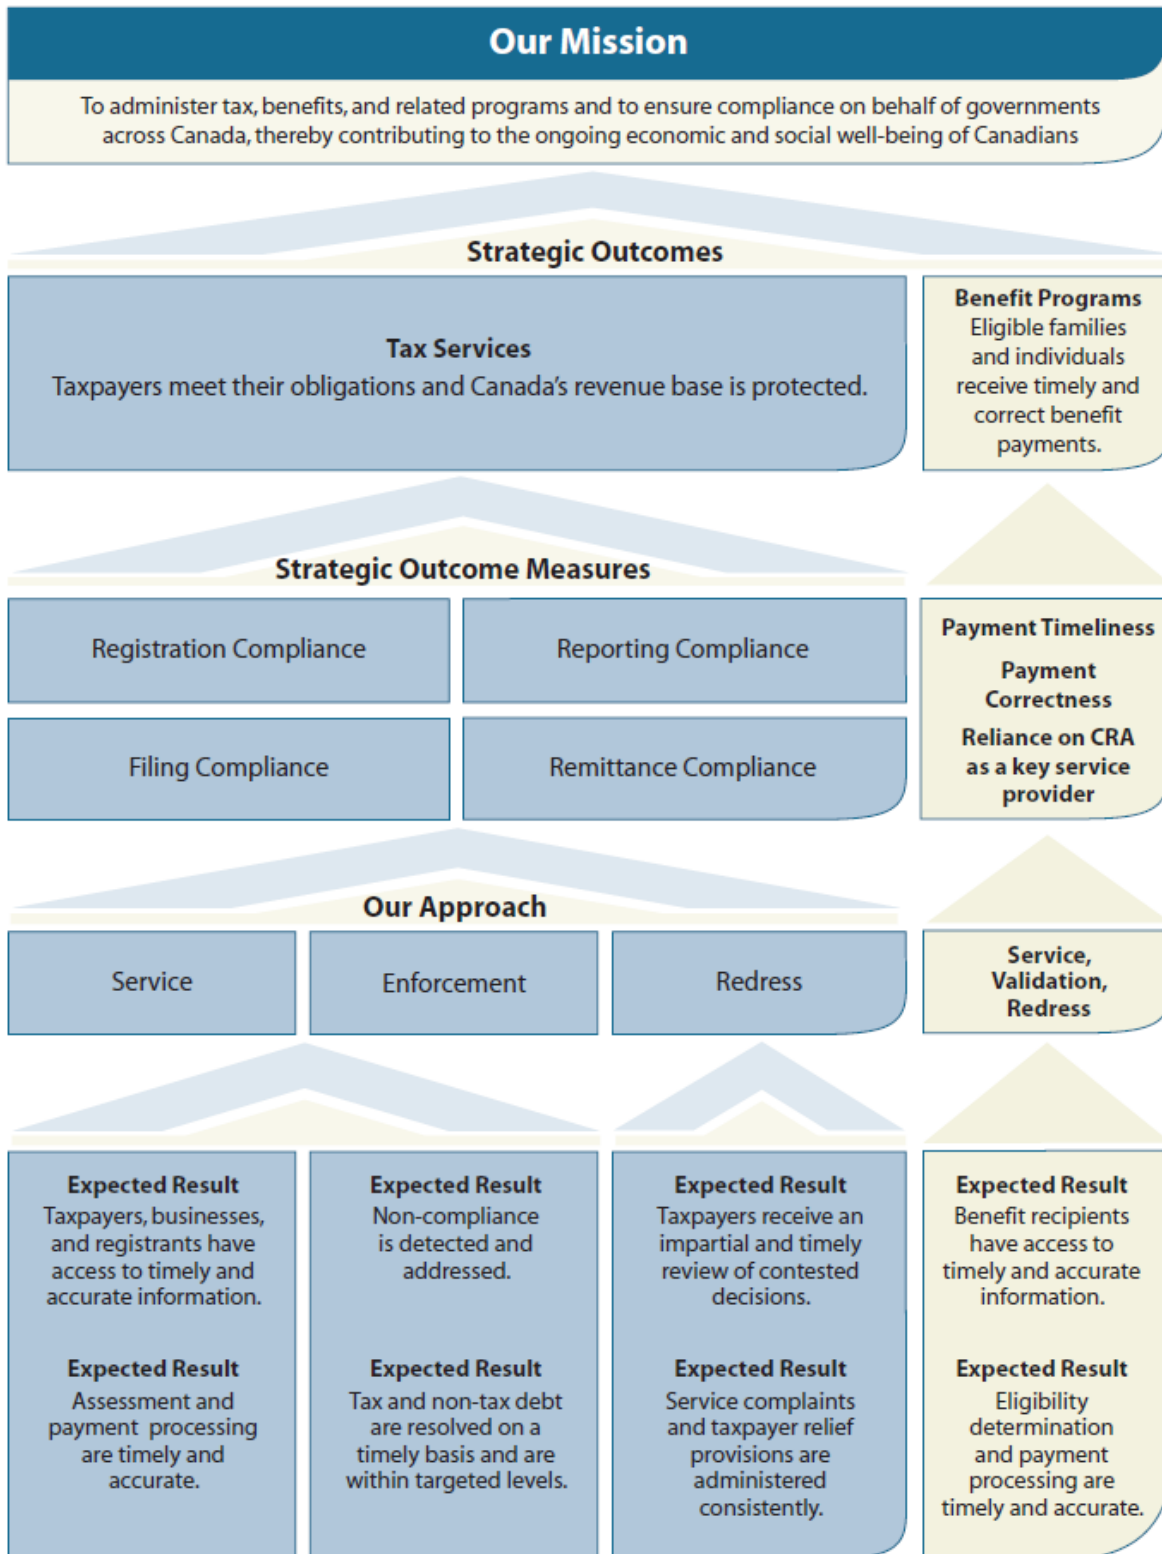 Our Mission
To administer tax, benefits, and related programs and to ensure compliance on behalf of governments
across Canada, thereby contributing to the ongoing economic and social well-being of Canadians
Strategic Outcomes
Tax Services
Taxpayers meet their obligations and Canada's revenue base is protected.
Benefit Programs
Eligible families
and individuals
receive timely and
correct benefit
payments.
Strategic Outcome Measures
Registration Compliance
Reporting Compliance
Filing Compliance
Remittance Compliance
Payment Timeliness
Payment
Correctness
Reliance on CRA
as a key service
provider
Our Approach
Service
Enforcement
Redress
Service,
Validation,
Redress
Expected Result
Taxpayers, businesses,
and registrants have
access to timely and
accurate information.
Expected Result
Assessment and
payment processing
are timely and
accurate.
Expected Result
Non-compliance
is detected and
addressed.
Expected Result
Tax and non-tax debt
are resolved on a
timely basis and are
within targeted levels.
Expected Result
Taxpayers receive an
impartial and timely
review of contested
decisions.
Expected Result
Service complaints
and taxpayer relief
provisions are
administered
consistently.
Expected Result
Benefit recipients
have access to
timely and accurate
information.
Expected Result
Eligibility
determination
and payment
processing are
timely and accurate.